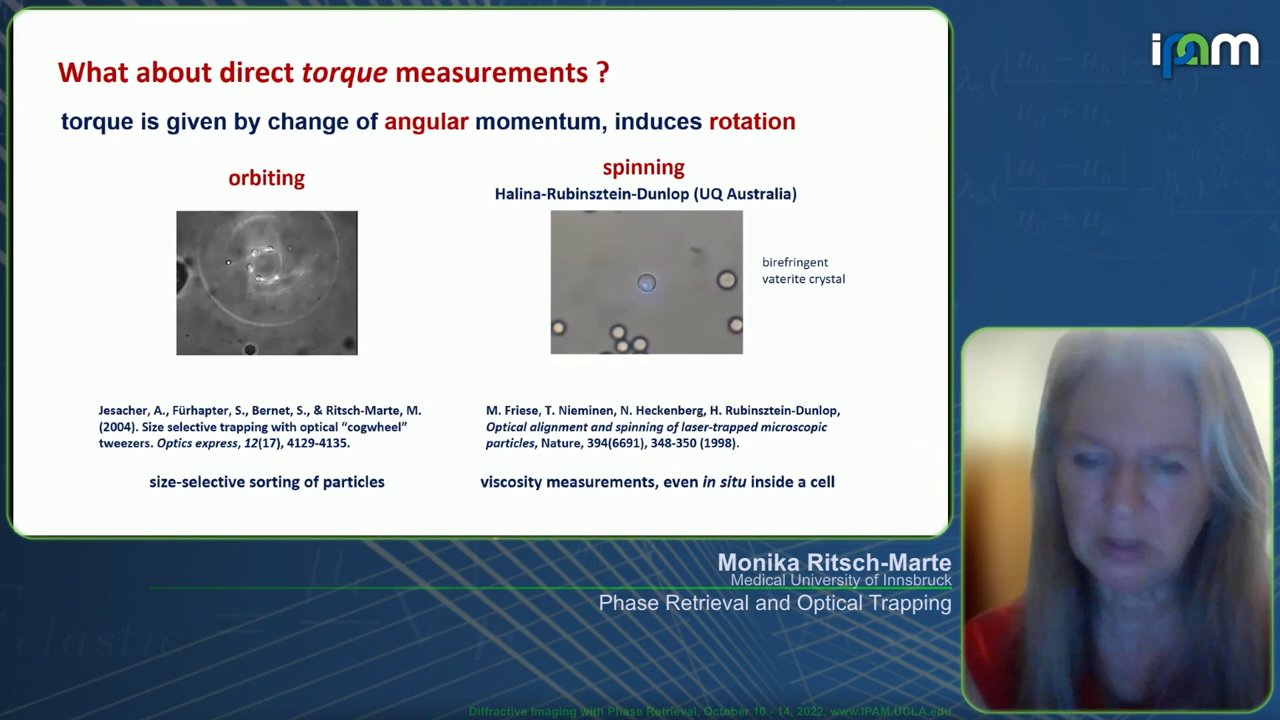 What about direct torque measurements ?
torque is given by change of angular momentum, induces rotation
orbiting
spinning
Halina-Rubinsztein-Dunlop (UQ Australia)
birefringent
vaterite crystal
Jesacher, A., Fürhapter, S., Bernet, S., & Ritsch-Marte, M.
(2004). Size selective trapping with optical “cogwheel”
tweezers. Optics express, 12(17), 4129-4135.
M. Friese, T. Nieminen, N. Heckenberg, H. Rubinsztein-Dunlop,
Optical alignment and spinning of laser-trapped microscopic
particles, Nature, 394(6691), 348-350 (1998).
size-selective sorting of particles
viscosity measurements, even in situ inside a cell
ipam
Monika Ritsch-Marte
Medical University of Innsbruck
Phase Retrieval and Optical Trapping
elastic
Diffractive Imaging with Phase Retrieval, October 10 - 14, 2022, www.IPAM.UCLA.edu